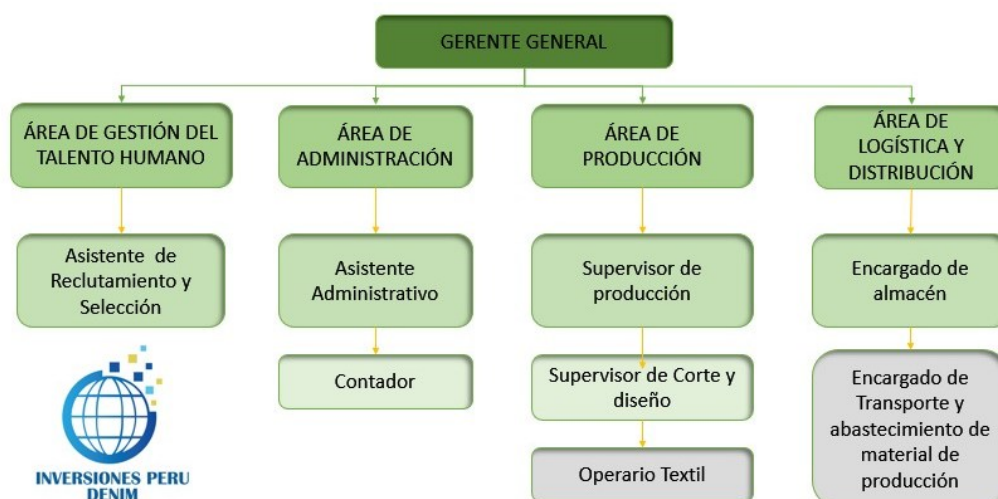 GERENTE GENERAL
ÁREA DE GESTIÓN DEL
TALENTO HUMANO
ÁREA DE
ADMINISTRACIÓN
ÁREA DE
PRODUCCIÓN
ÁREA DE
LOGÍSTICA Y
DISTRIBUCIÓN
Asistente de
Reclutamiento y
Selección
Asistente
Administrativo
Supervisor de
producción
Encargado de
almacén
Contador
Supervisor de Corte y
diseño
Encargado de
Transporte y
abastecimiento de
material de
producción
Operario Textil
INVERSIONES PERU
DENIM